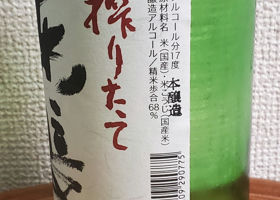 搾りたて
アルコール分17度
原材料名 米(国産)・米こうじ(国産米)
醸造アルコール/精米歩合68%
本醸造
09290775